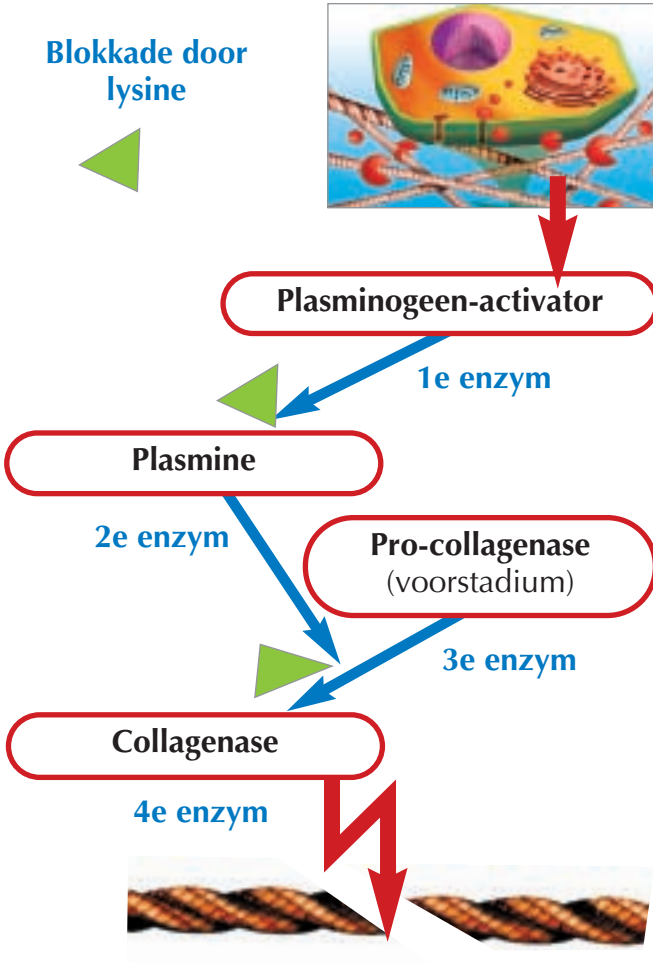 Blokkade door
lysine
Plasminogeen-activator
1e enzym
Plasmine
2e enzym
Pro-collagenase
(voorstadium)
3e enzym
Collagenase
4e enzym